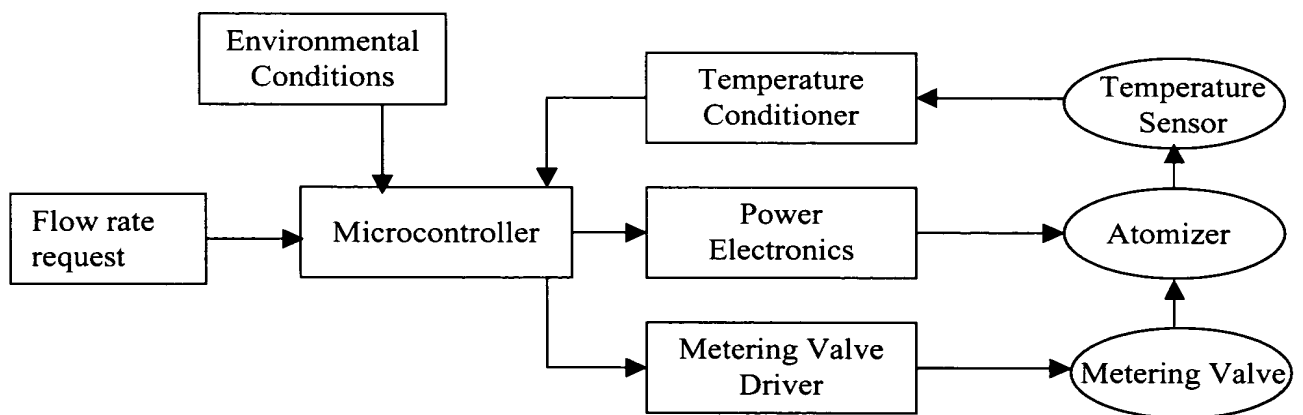 Environmental
Conditions
Temperature
Conditioner
Temperature
Sensor
Flow rate
request
Microcontroller
Power
Electronics
Atomizer
Metering Valve
Driver
Metering Valve